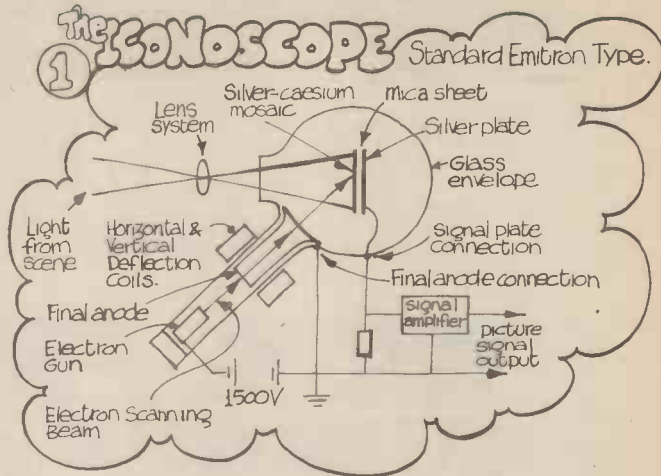 The
ICONOSCOPE
1
Standard Emitron Type.
Silver-caesium
mosaic
mica sheet
Silver plate
Lens
system
Glass
envelope
Light
from
scene
Horizontal &
Vertical
Deflection
Coils.
Signal plate
connection
Final anode connection
Final anode
Signal
amplifier
Electron
Gun
picture
signal
output
1500V
Electron Scanning
Beam